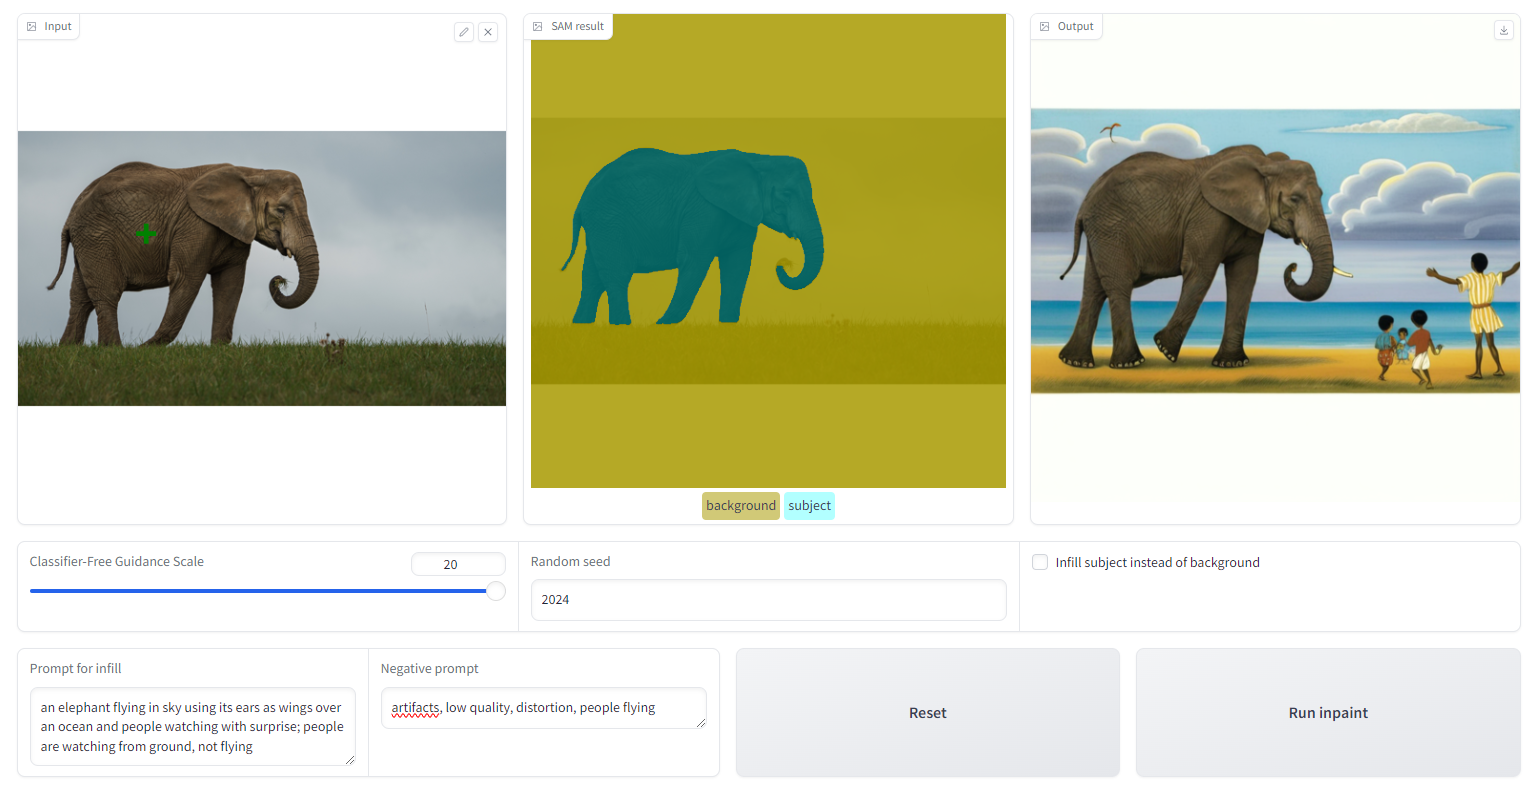 Input
SAM result
Output
background subject
Classifier-Free Guidance Scale
20
Random seed
2024
Infill subject instead of background
Prompt for infill
an elephant flying in sky using its ears as wings over
an ocean and people watching with surprise; people
are watching from ground, not flying
Negative prompt
artifacts, low quality, distortion, people flying
Reset
Run inpaint